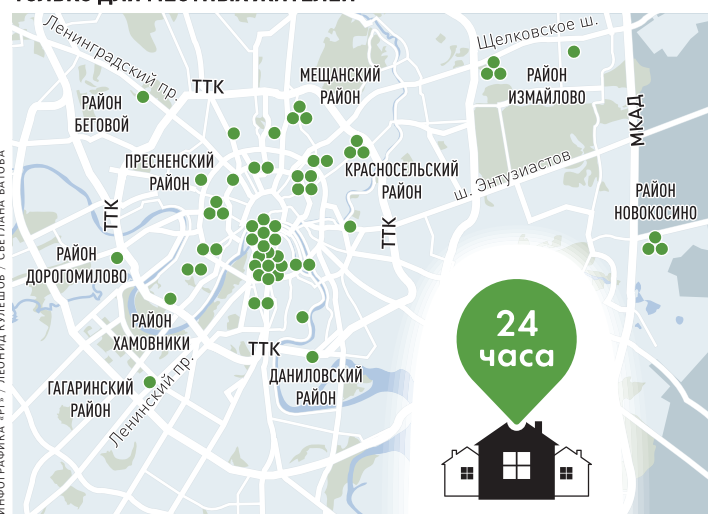 ТОЛЬКО ДЛЯ МЕСТНЫХ ЖИТЕЛЕЙ
Ленинградский пр.
ТТК
МЕЩАНСКИЙ
РАЙОН
Щелковское ш.
РАЙОН
ИЗМАЙЛОВО
РАЙОН
БЕГОВОЙ
МКАД
ПРЕСНЕНСКИЙ
РАЙОН
КРАСНОСЕЛЬСКИЙ
РАЙОН
ш. Энтузиастов
РАЙОН
НОВОКОСИНО
ТТК
ТТК
РАЙОН
ДОРОГОМИЛОВО
РАЙОН
ХАМОВНИКИ
ТТК
24
часа
ГАГАРИНСКИЙ
РАЙОН
Ленинский пр.
ДАНИЛОВСКИЙ
РАЙОН
ИНФОГРАФИКА «РГ» / ЛЕОНИД КУЛЕШОВ / СВЕТЛАНА БАТОВА